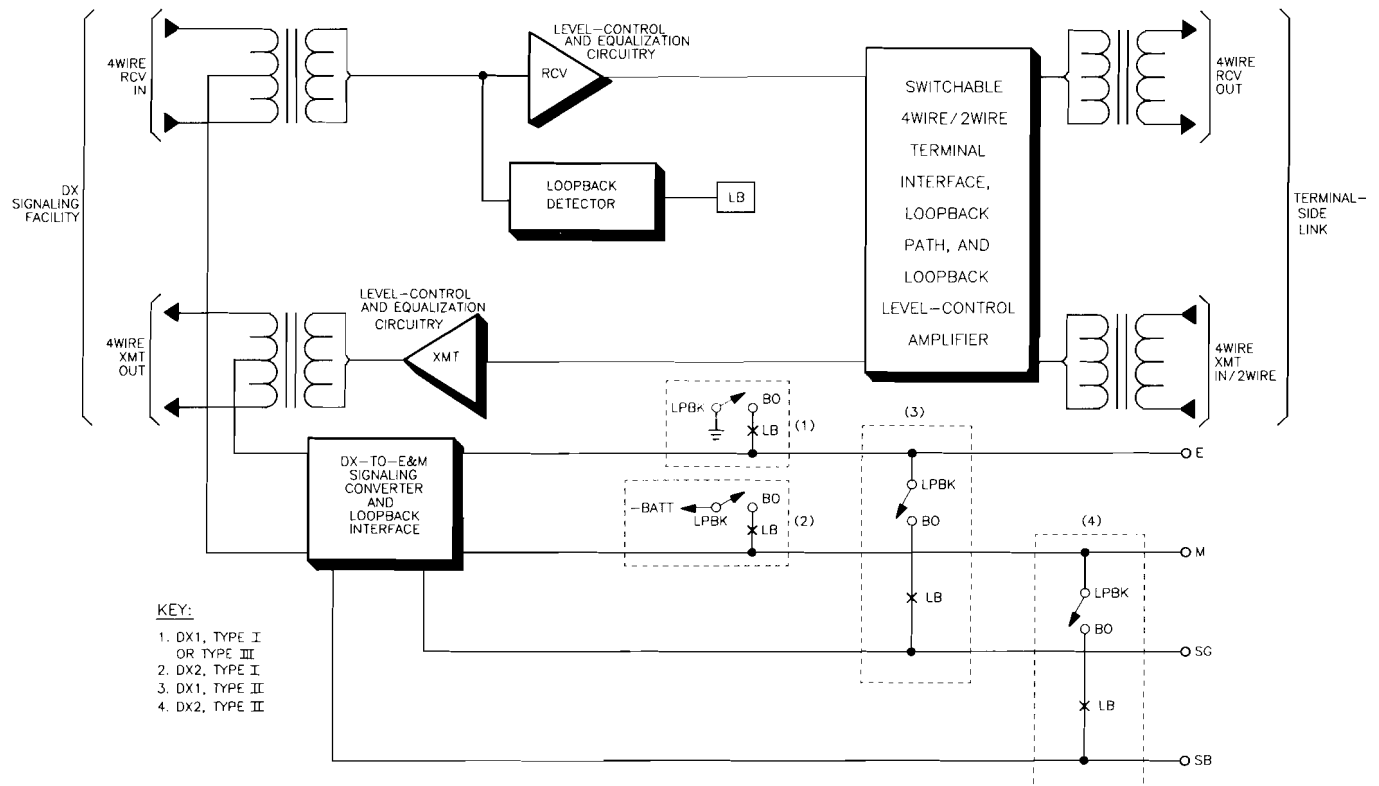 4WIRE
RCV
IN
LEVEL-CONTROL
AND EQUALIZATION
CIRCUITRY
RCV
SWITCHABLE
4WIRE/2WIRE
TERMINAL
INTERFACE,
LOOPBACK
PATH, AND
LOOPBACK
LEVEL-CONTROL
AMPLIFIER
4WIRE
RCV
OUT
DX
SIGNALING
FACILITY
LOOPBACK
DETECTOR
LB
TERMINAL-
SIDE
LINK
4WIRE
XMT
OUT
LEVEL-CONTROL
AND EQUALIZATION
CIRCUITRY
XMT
4WIRE
XMT
IN/2WIRE
LPBK
BO
LB
(1)
(3)
E
DX-TO-E&M
SIGNALING
CONVERTER
AND
LOOPBACK
INTERFACE
-BATT
LPBK
BO
LB
(2)
LPBK
BO
LB
(4)
M
LPBK
BO
LB
SG
SB
KEY:
1. DX1, TYPE I
OR TYPE III
2. DX2, TYPE I
3. DX1, TYPE II
4. DX2, TYPE II